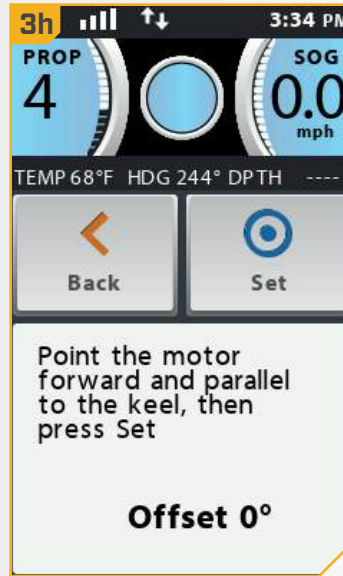 3h 3:34 PM
PROP SOG
4 0.0
mph
TEMP 68°F HDG 244° DPTH ----
Back Set
Point the motor
forward and parallel
to the keel, then
press Set
Offset 0°